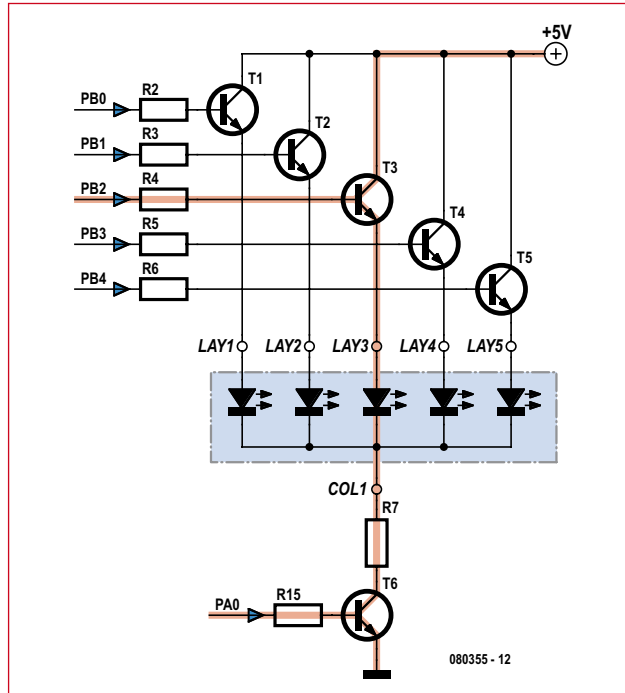 +5V
T1
PB0 R2
T2
PB1 R3
T3
PB2 R4
T4
PB3 R5
T5
PB4 R6
LAY1 LAY2 LAY3 LAY4 LAY5
COL1
R7
T6
PA0 R15
080355 - 12